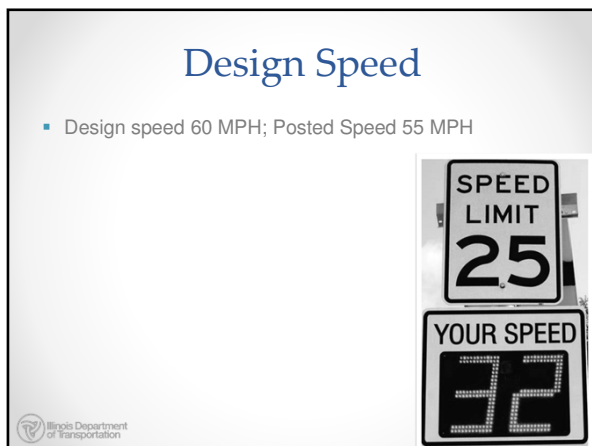 Design Speed
Design speed 60 MPH; Posted Speed 55 MPH
SPEED
LIMIT
25
YOUR SPEED
32
Illinois Department
of Transportation